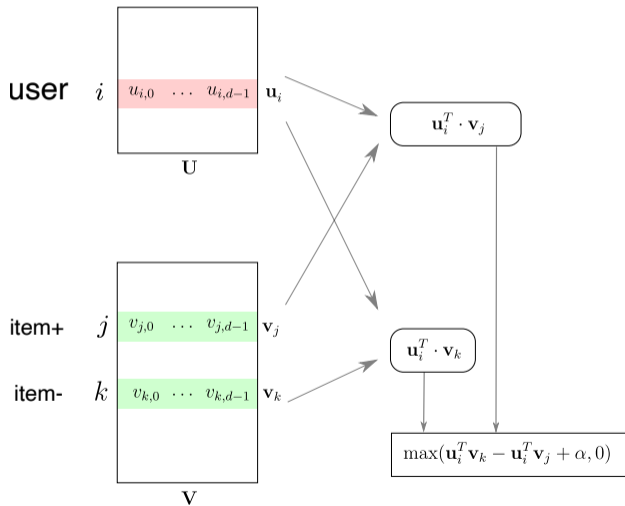 user i u_{i,0} … u_{i,d−1} 𝐮_i
𝐔
𝐮_i^T · 𝐯_j
item+ j v_{j,0} … v_{j,d−1} 𝐯_j
item- k v_{k,0} … v_{k,d−1} 𝐯_k
𝐕
𝐮_i^T · 𝐯_k
max(𝐮_i^T 𝐯_k − 𝐮_i^T 𝐯_j + α, 0)